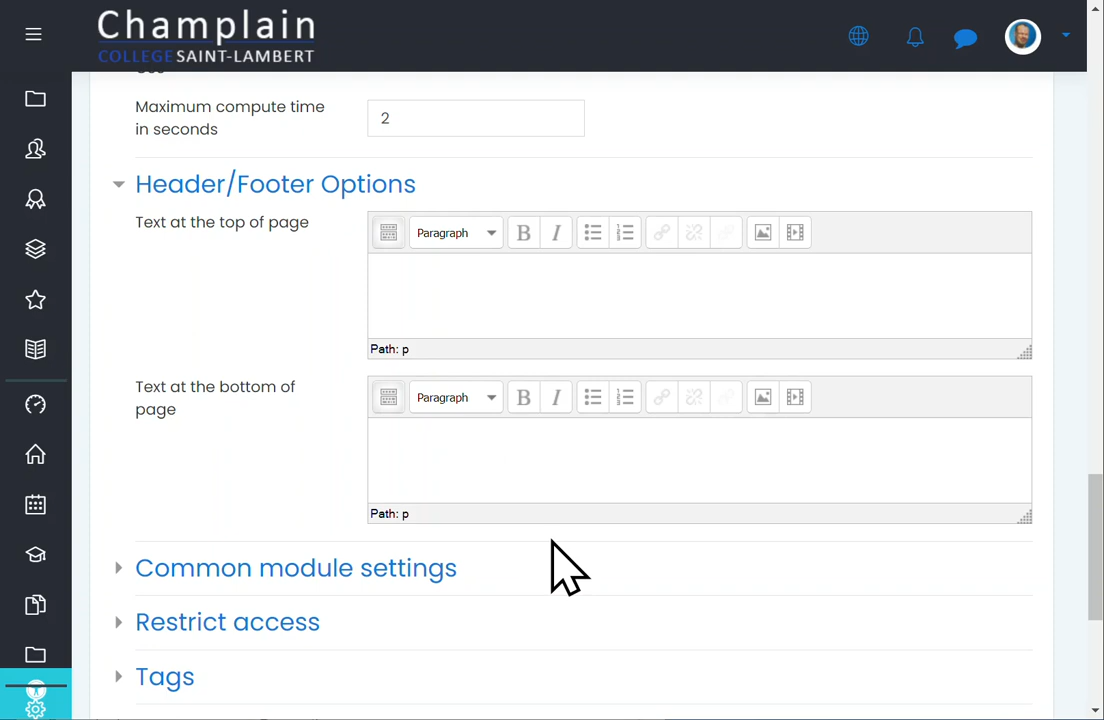 Champlain
COLLEGE SAINT-LAMBERT
Maximum compute time
in seconds
2
Header/Footer Options
Text at the top of page
Paragraph
B
I
Path: p
Text at the bottom of
page
Paragraph
B
I
Path: p
Common module settings
Restrict access
Tags